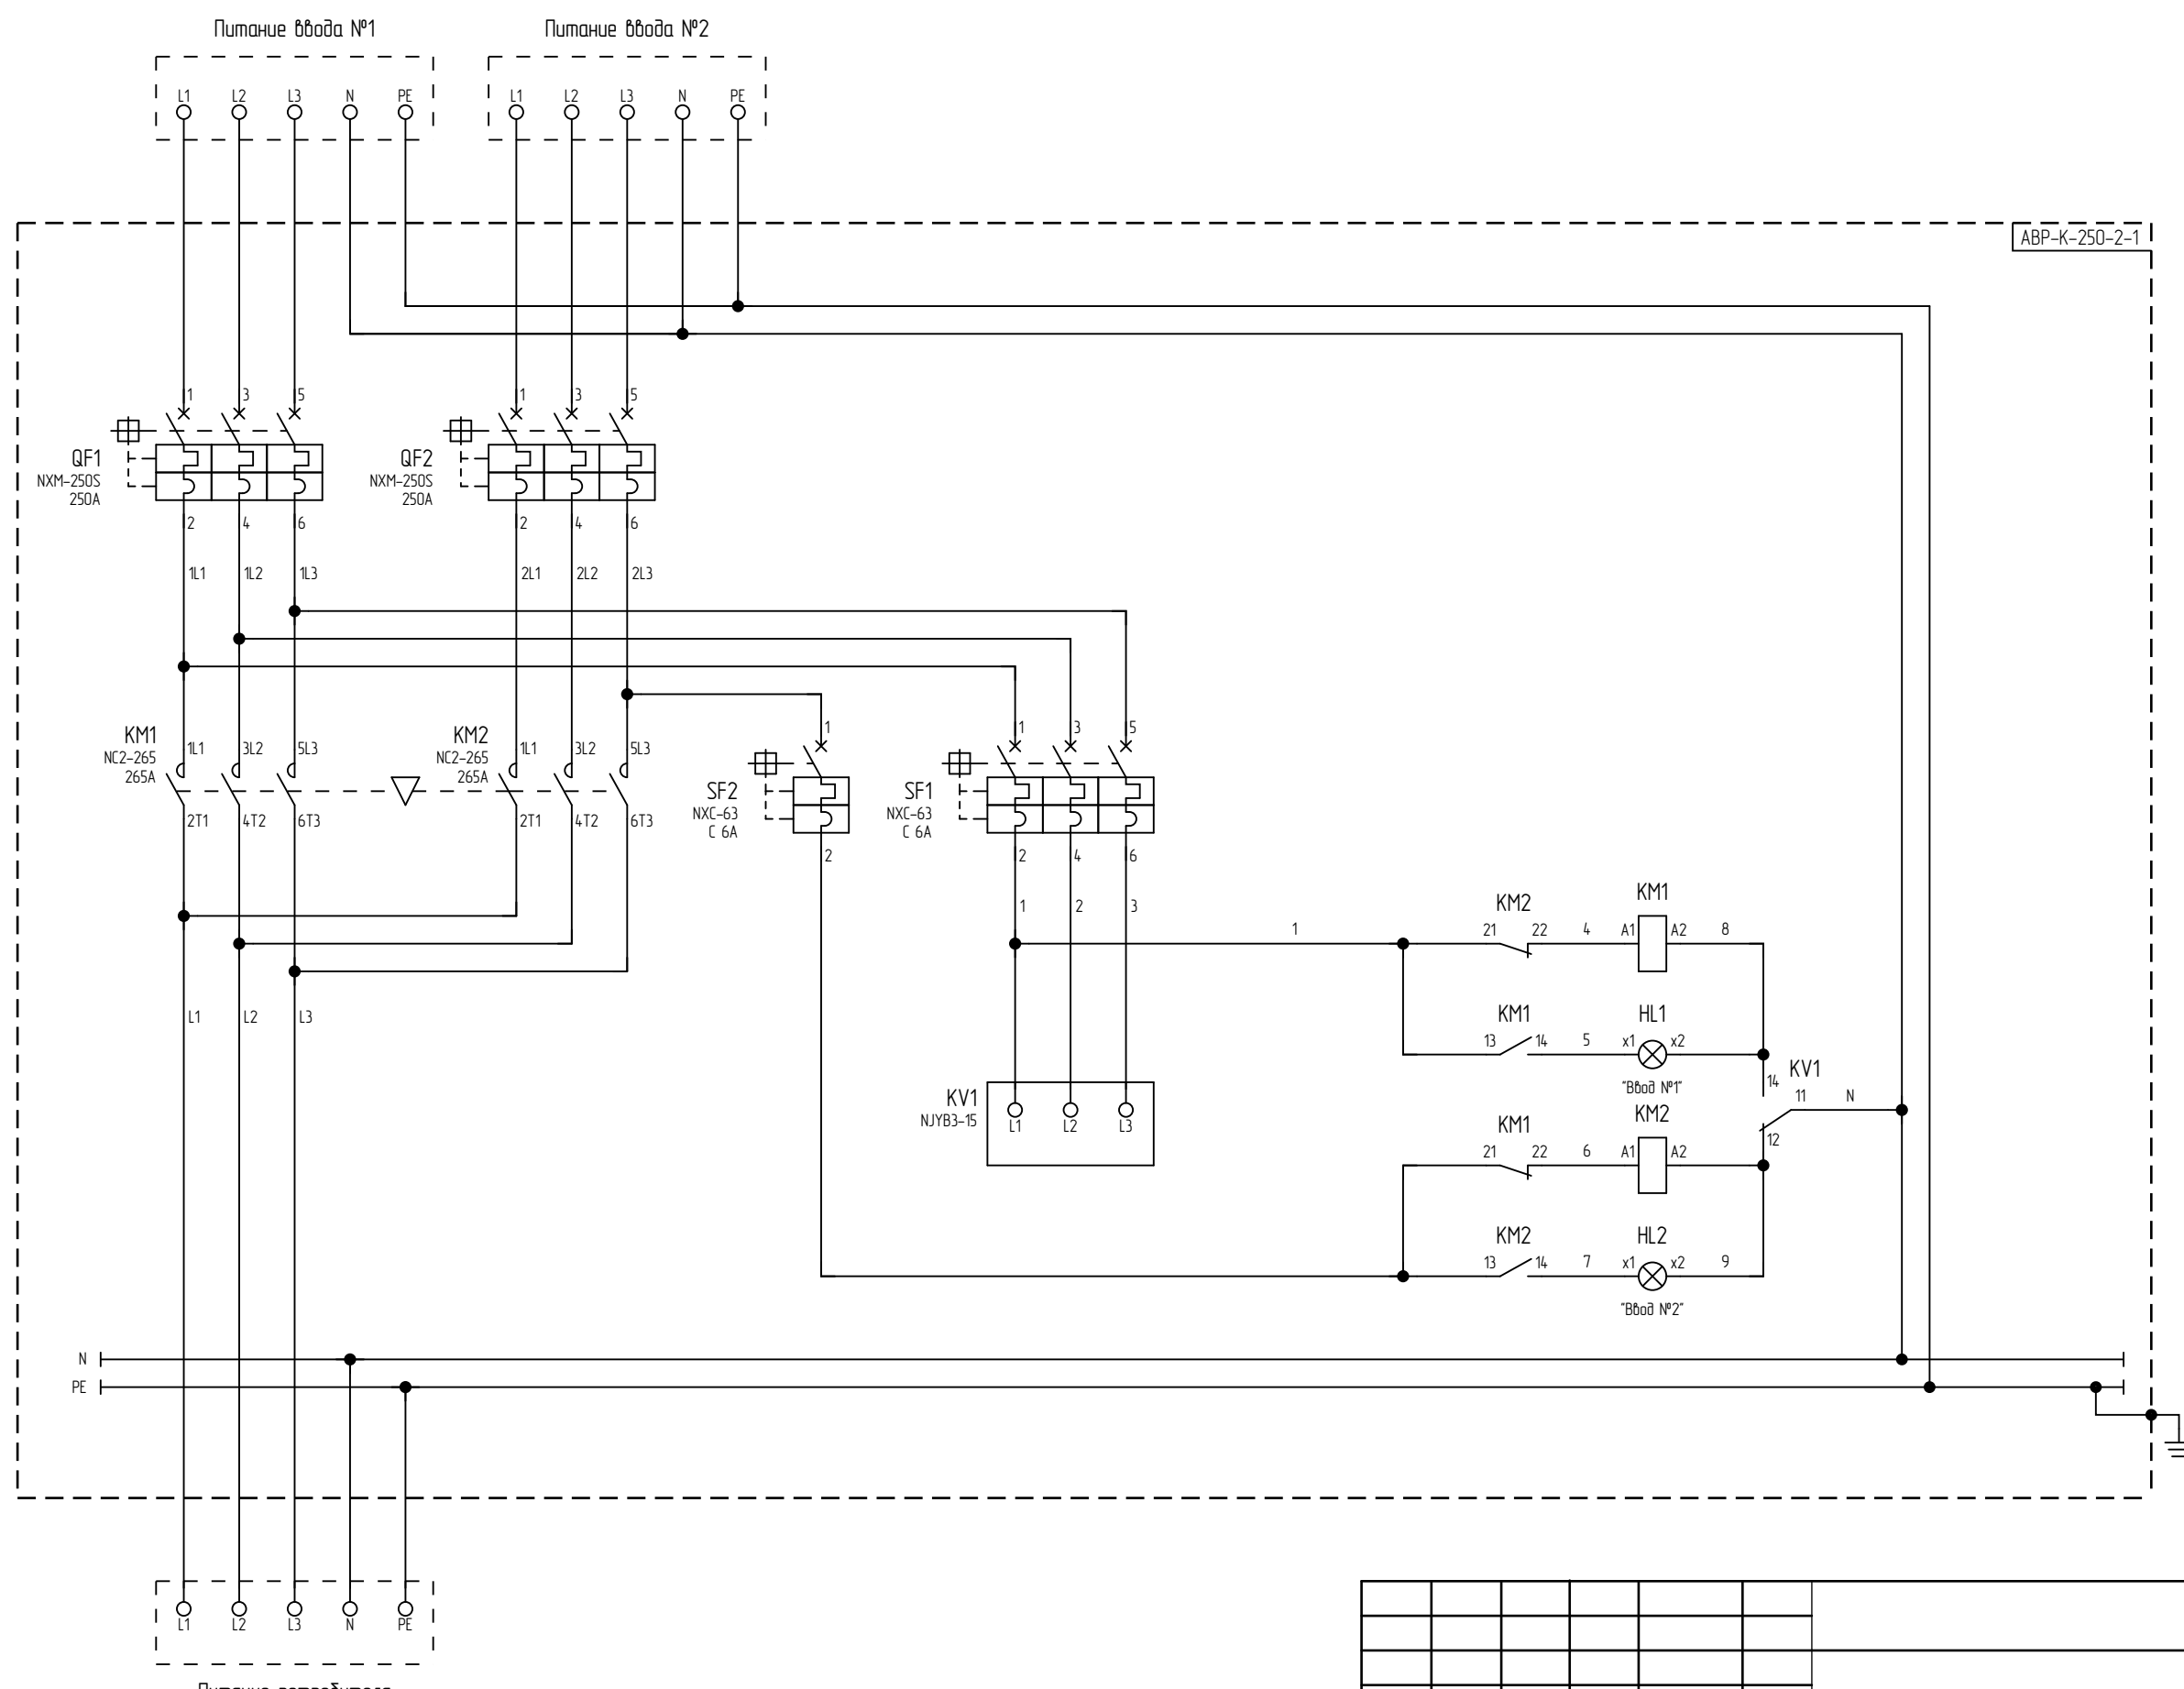 Питание ввода №1
Питание ввода №2
L1 L2 L3 N PE
L1 L2 L3 N PE
АВР-К-250-2-1
1 3 5
1 3 5
QF1
NXM-250S
250А
QF2
NXM-250S
250А
2 4 6
2 4 6
1L1 1L2 1L3
2L1 2L2 2L3
KM1
NC2-265
265А
1L1 3L2 5L3
KM2
NC2-265
265А
1L1 3L2 5L3
2T1 4T2 6T3
2T1 4T2 6T3
1
SF2
NXC-63
C 6А
2
1 3 5
SF1
NXC-63
C 6А
2 4 6
1 2 3
1
KM2
21 22 4
KM1
A1 A2 8
KM1
13 14 5
HL1
x1 x2
"Ввод №1"
L1 L2 L3
KV1
NJYB3-15
L1 L2 L3
KV1
14 11 N
12
KM1
21 22 6
KM2
A1 A2
KM2
13 14 7
HL2
x1 x2 9
"Ввод №2"
N
PE
L1 L2 L3 N PE